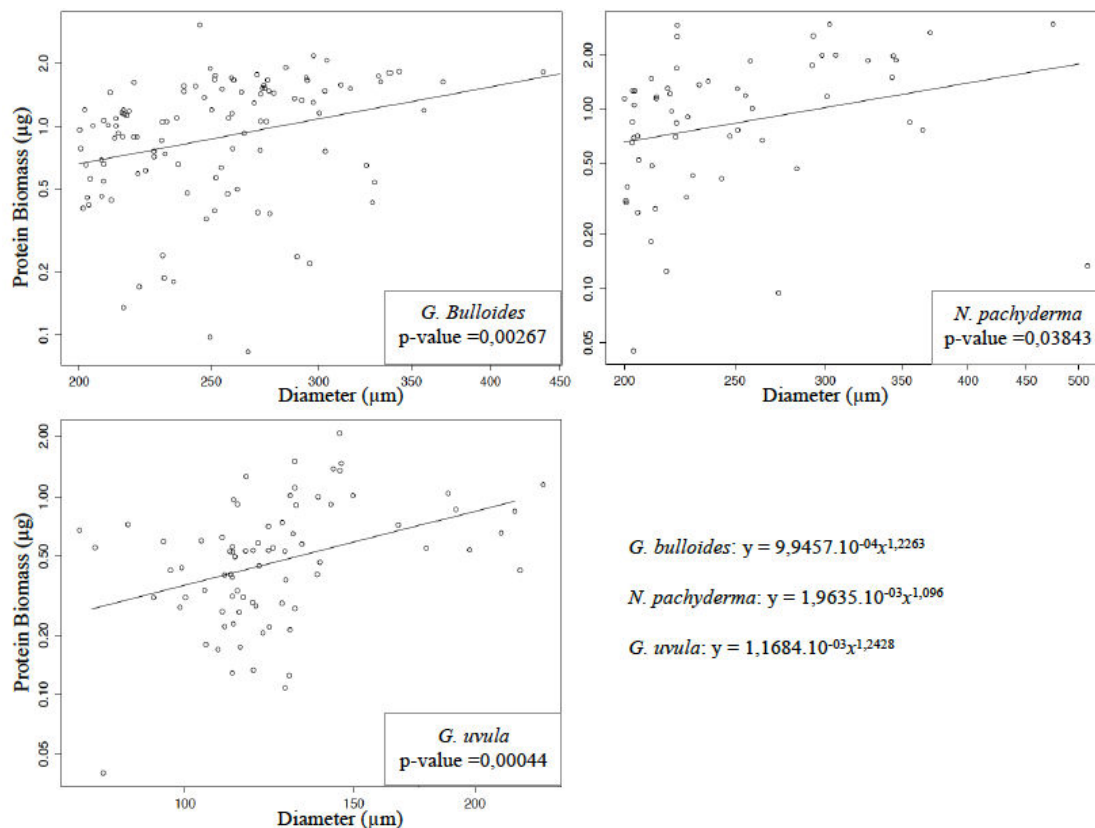 2.0
1.0
0.5
0.2
0.1
Protein Biomass (µg)
G. Bulloides
p-value =0,00267
200 250 300 350 400 450
Diameter (µm)
2.00
1.00
0.50
0.20
0.10
0.05
N. pachyderma
p-value =0,03843
200 250 300 350 400 450 500
Diameter (µm)
2.00
1.00
0.50
0.20
0.10
0.05
Protein Biomass (µg)
G. uvula
p-value =0,00044
100 150 200
Diameter (µm)
G. bulloides: y = 9,9457.10⁻⁰⁴x¹,²²⁶³
N. pachyderma: y = 1,9635.10⁻⁰³x¹,⁰⁹⁶
G. uvula: y = 1,1684.10⁻⁰³x¹,²⁴²⁸